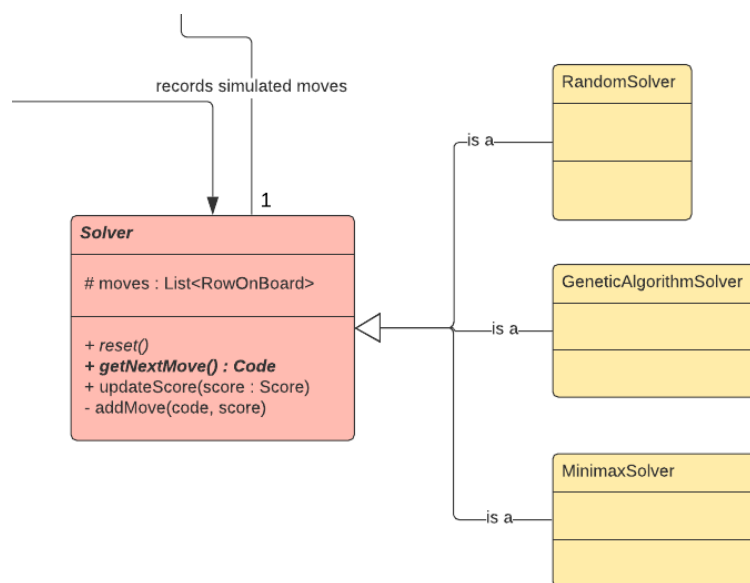 records simulated moves
1
Solver
# moves : List<RowOnBoard>
+ reset()
+ getNextMove() : Code
+ updateScore(score : Score)
- addMove(code, score)
is a
RandomSolver
is a
GeneticAlgorithmSolver
is a
MinimaxSolver